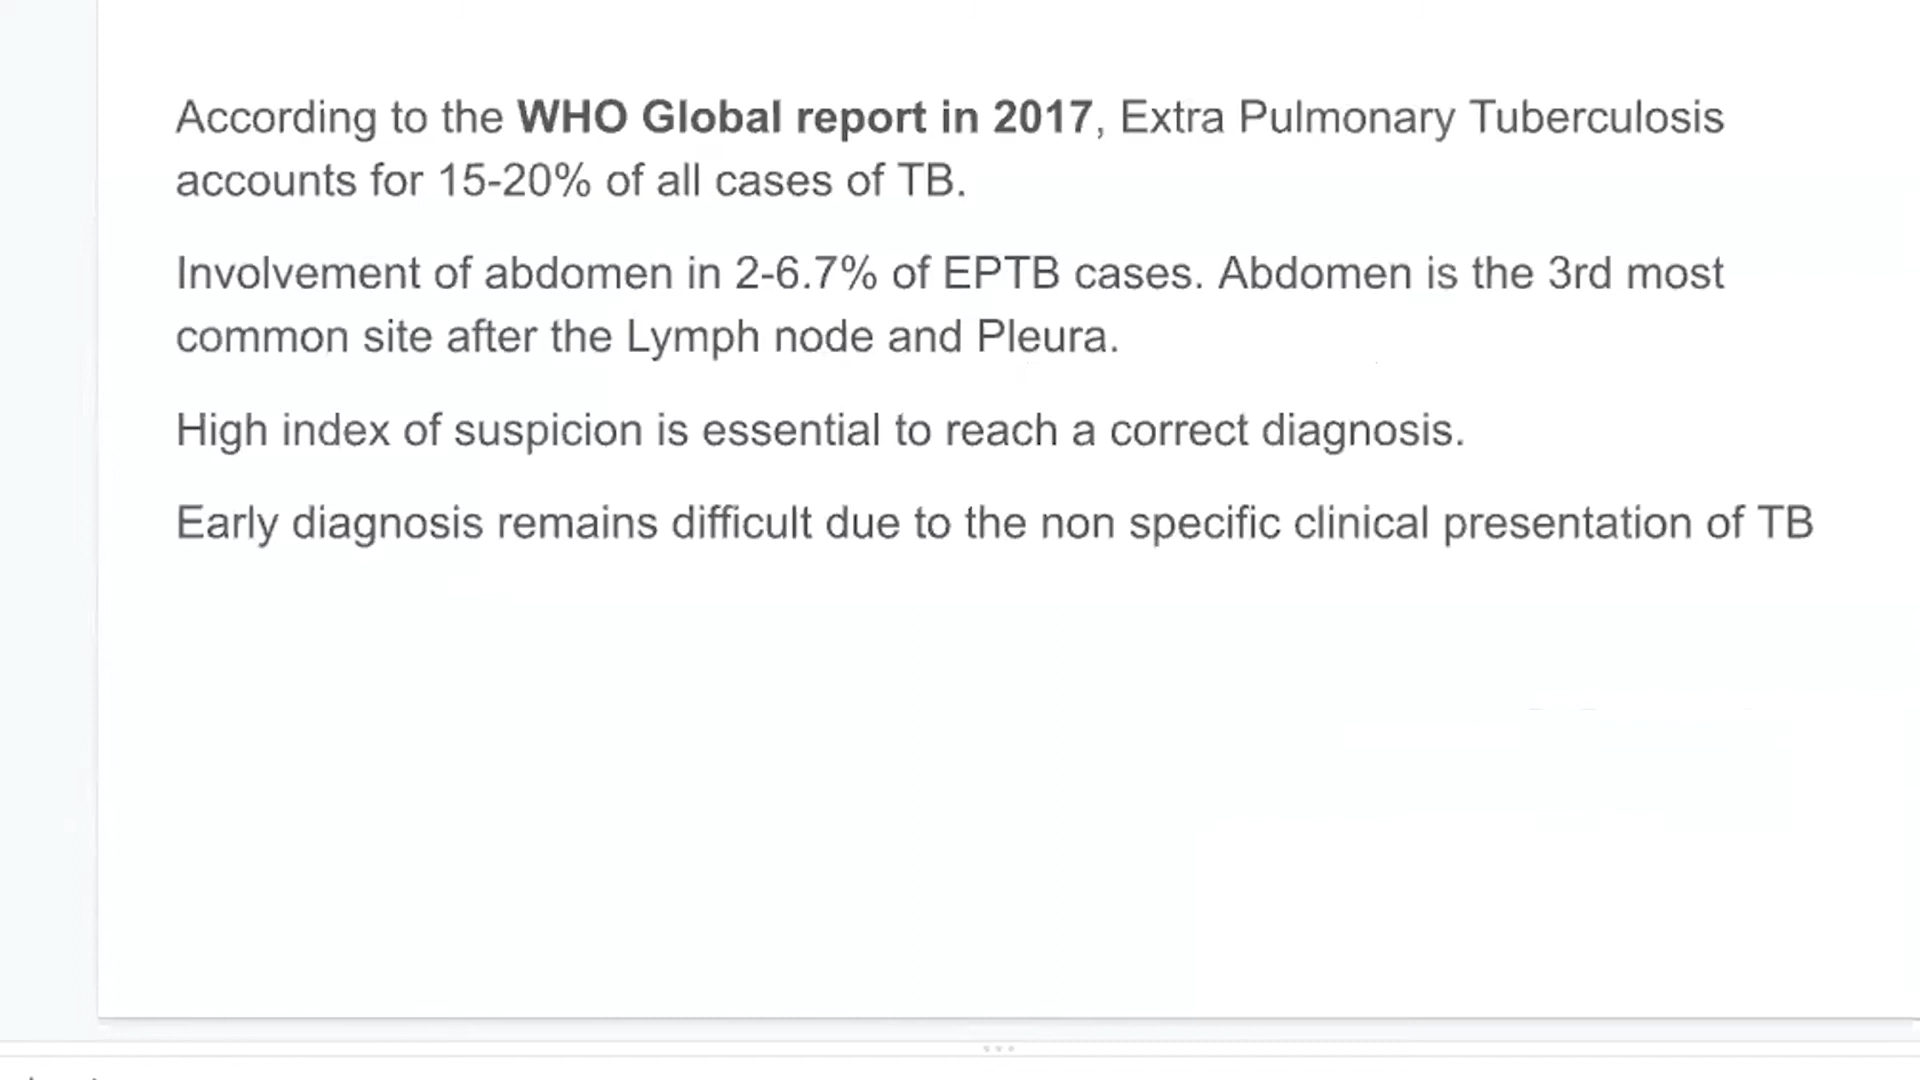 According to the WHO Global report in 2017, Extra Pulmonary Tuberculosis
accounts for 15-20% of all cases of TB.
Involvement of abdomen in 2-6.7% of EPTB cases. Abdomen is the 3rd most
common site after the Lymph node and Pleura.
High index of suspicion is essential to reach a correct diagnosis.
Early diagnosis remains difficult due to the non specific clinical presentation of TB